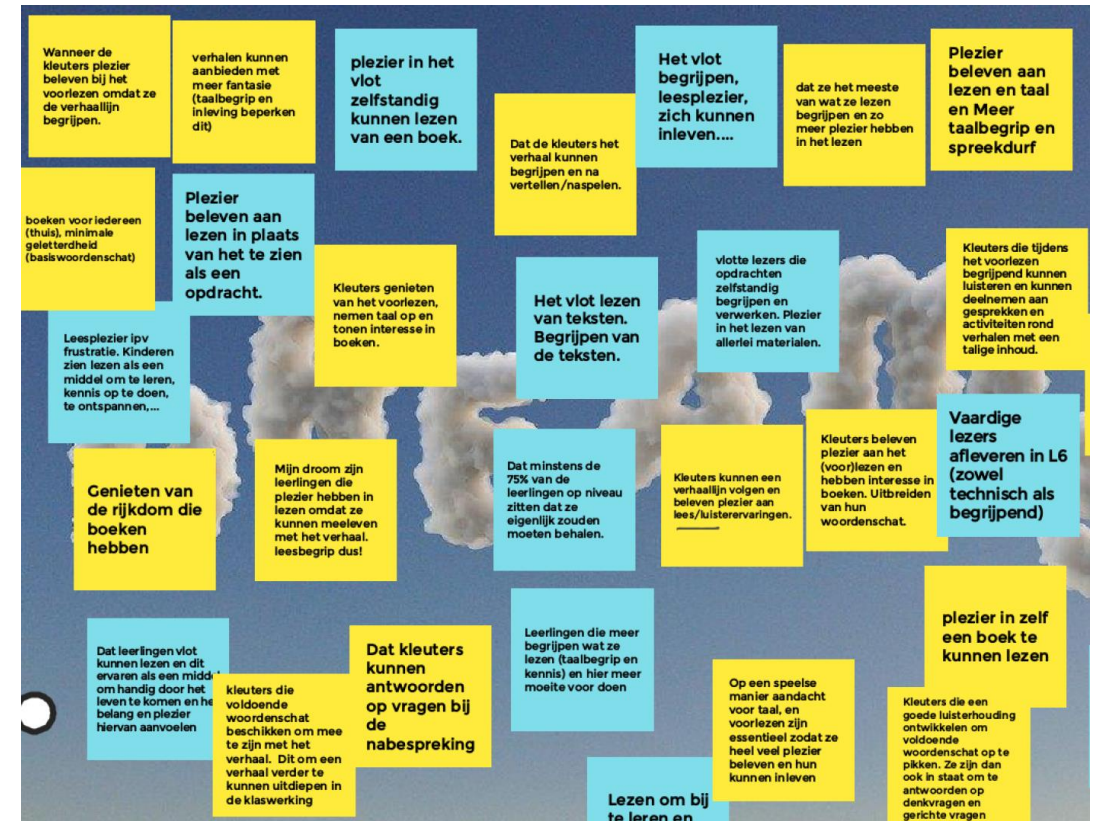 Wanneer de
kleuters plezier
beleven bij het
voorlezen omdat ze
de verhaallijn
begrijpen.
verhalen kunnen
aanbieden met
meer fantasie
(taalbegrip en
inleving beperken
dit)
plezier in het
vlot
zelfstandig
kunnen lezen
van een boek.
Dat de kleuters het
verhaal kunnen
begrijpen en na
vertellen/naspelen.
Het vlot
begrijpen,
leesplezier,
zich kunnen
inleven....
dat ze het meeste
van wat ze lezen
begrijpen en zo
meer plezier hebben
in het lezen
Plezier
beleven aan
lezen en taal
en Meer
taalbegrip en
spreekdurf
boeken voor iedereen
(thuis), minimale
geletterdheid
(basiswoordenschat)
Plezier
beleven aan
lezen in plaats
van het te zien
als een
opdracht.
Kleuters genieten
van het voorlezen,
nemen taal op en
tonen interesse in
boeken.
Het vlot lezen
van teksten.
Begrijpen van
de teksten.
vlotte lezers die
opdrachten
zelfstandig
begrijpen en
verwerken. Plezier
in het lezen van
allerlei materialen.
Kleuters die tijdens
het voorlezen
begrijpend kunnen
luisteren en kunnen
deelnemen aan
gesprekken en
activiteiten rond
verhalen met een
talige inhoud.
Leesplezier ipv
frustratie. Kinderen
zien lezen als een
middel om te leren,
kennis op te doen,
te ontspannen,...
Genieten van
de rijkdom die
boeken
hebben
Mijn droom zijn
leerlingen die
plezier hebben in
lezen omdat ze
kunnen meeleven
met het verhaal.
leesbegrip dus!
Dat minstens de
75% van de
leerlingen op niveau
zitten dat ze
eigenlijk zouden
moeten behalen.
Kleuters kunnen een
verhaallijn volgen en
beleven plezier aan
lees/luisterervaringen.
Kleuters beleven
plezier aan het
(voor)lezen en
hebben interesse in
boeken. Uitbreiden
van hun
woordenschat.
Vaardige
lezers
afleveren in L6
(zowel
technisch als
begrijpend)
Dat leerlingen vlot
kunnen lezen en dit
ervaren als een middel
om handig door het
leven te komen en he
belang en plezier
hiervan aanvoelen
kleuters die
voldoende
woordenschat
beschikken om mee
te zijn met het
verhaal. Dit om een
verhaal verder te
kunnen uitdiepen in
de klaswerking
Dat kleuters
kunnen
antwoorden
op vragen bij
de
nabespreking
Leerlingen die meer
begrijpen wat ze
lezen (taalbegrip en
kennis) en hier meer
moeite voor doen
Lezen om bij
te leren en
Op een speelse
manier aandacht
voor taal, en
voorlezen zijn
essentieel zodat ze
heel veel plezier
beleven en hun
kunnen inleven
plezier in zelf
een boek te
kunnen lezen
Kleuters die een
goede luisterhouding
ontwikkelen om
voldoende
woordenschat op te
pikken. Ze zijn dan
ook in staat om te
antwoorden op
denkvragen en
gerichte vragen